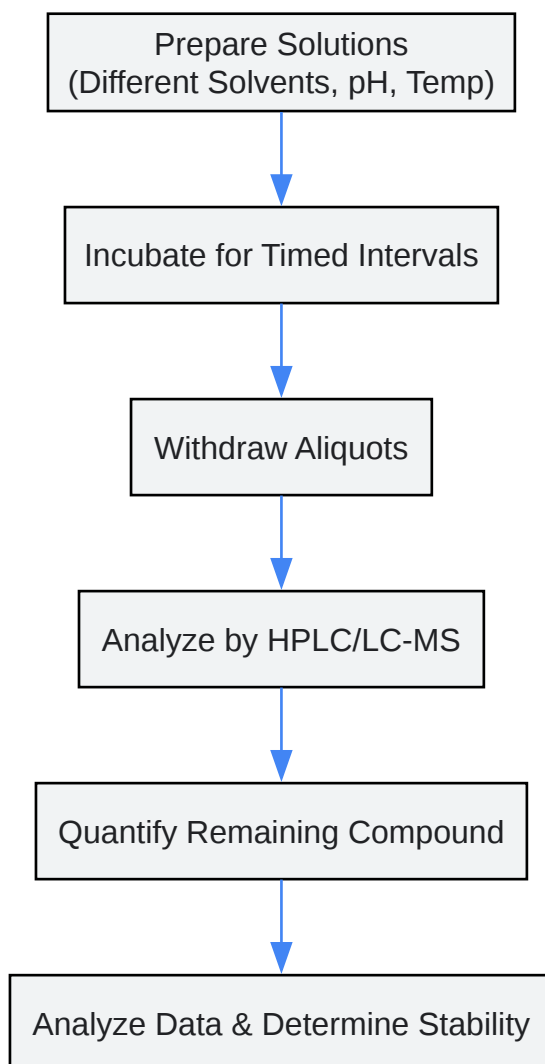 Prepare Solutions
(Different Solvents, pH, Temp)
Incubate for Timed Intervals
Withdraw Aliquots
Analyze by HPLC/LC-MS
Quantify Remaining Compound
Analyze Data & Determine Stability